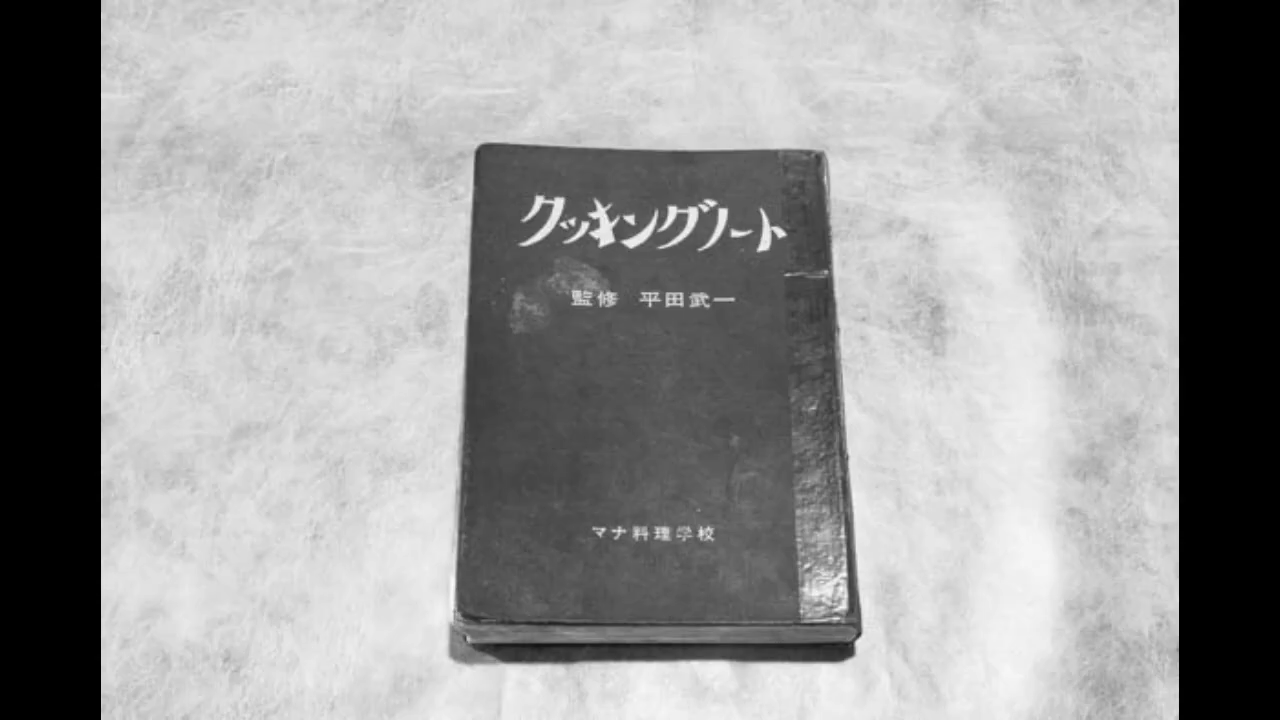 クッキングノート
監修 平田武一
マナ料理学校